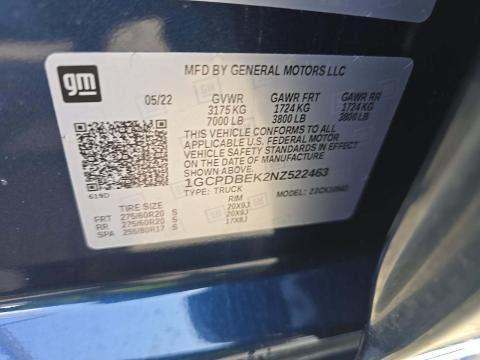 gm
MFD BY GENERAL MOTORS LLC
05/22 GVWR GAWR FRT GAWR RR
3175 KG 1724 KG 1724 KG
7000 LB 3800 LB 3800 LB
THIS VEHICLE CONFORMS TO ALL
APPLICABLE U.S. FEDERAL MOTOR
VEHICLE SAFETY STANDARDS IN EFFECT
ON THE DATE OF MANUFACTURE SHOWN ABOVE.
1GCPDBEK2NZ522463
TYPE: TRUCK MODEL:
619D
TIRE SIZE RIM
FRT 275/60R20 S 20X9J
RR 275/60R20 S 20X9J
SPA 255/80R17 S 17X8J